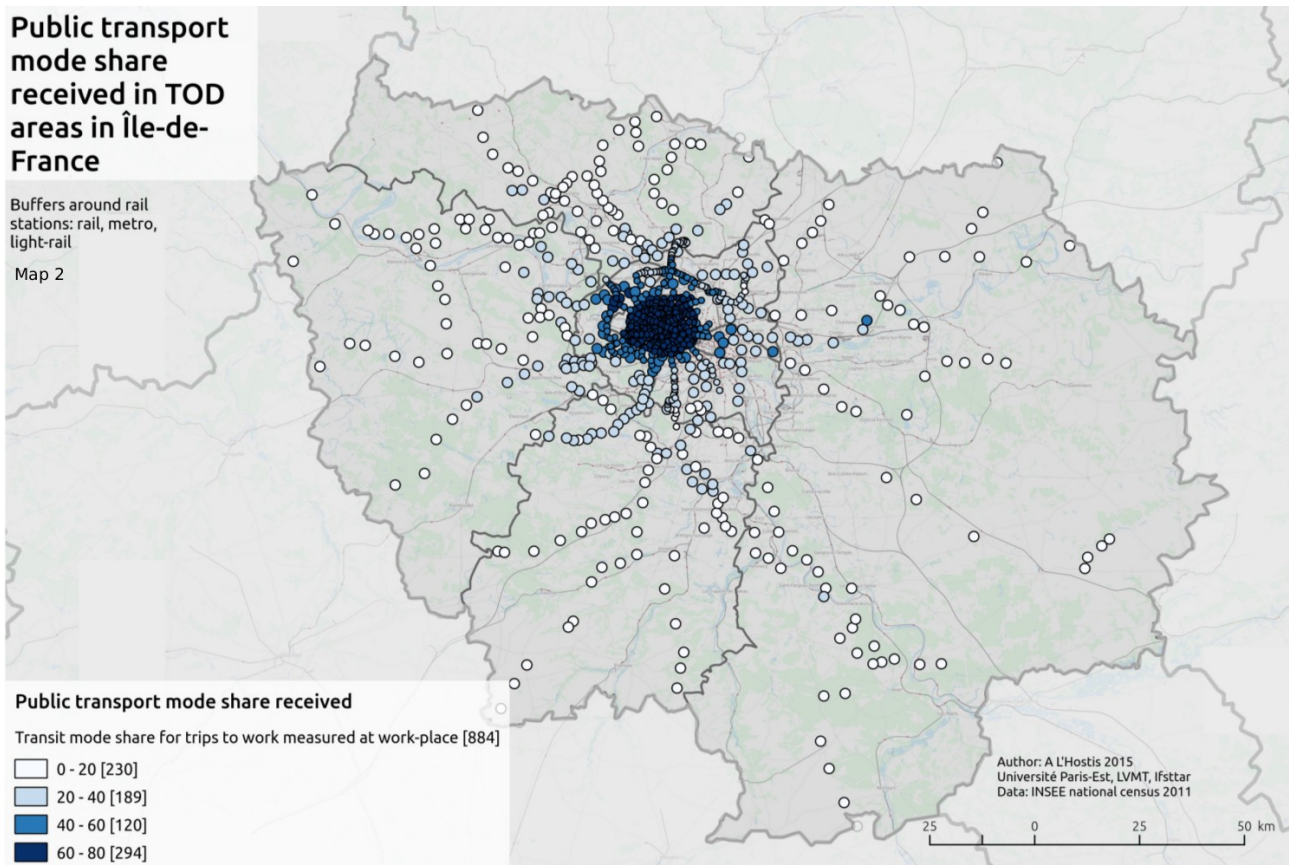 Public transport
mode share
received in TOD
areas in Île-de-
France
Buffers around rail
stations: rail, metro,
light-rail
Map 2
Public transport mode share received
Transit mode share for trips to work measured at work-place [884]
0 - 20 [230]
20 - 40 [189]
40 - 60 [120]
60 - 80 [294]
Author: A L'Hostis 2015
Université Paris-Est, LVMT, Ifsttar
Data: INSEE national census 2011
25 0 25 50 km